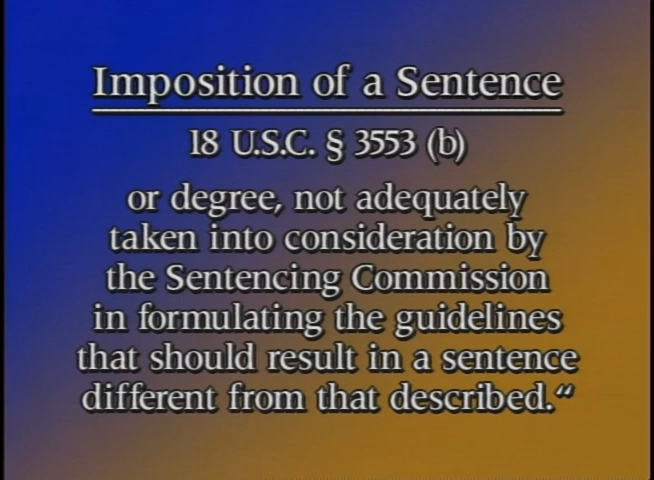 Imposition of a Sentence
18 U.S.C. § 3553 (b)
or degree, not adequately
taken into consideration by
the Sentencing Commission
in formulating the guidelines
that should result in a sentence
different from that described.“